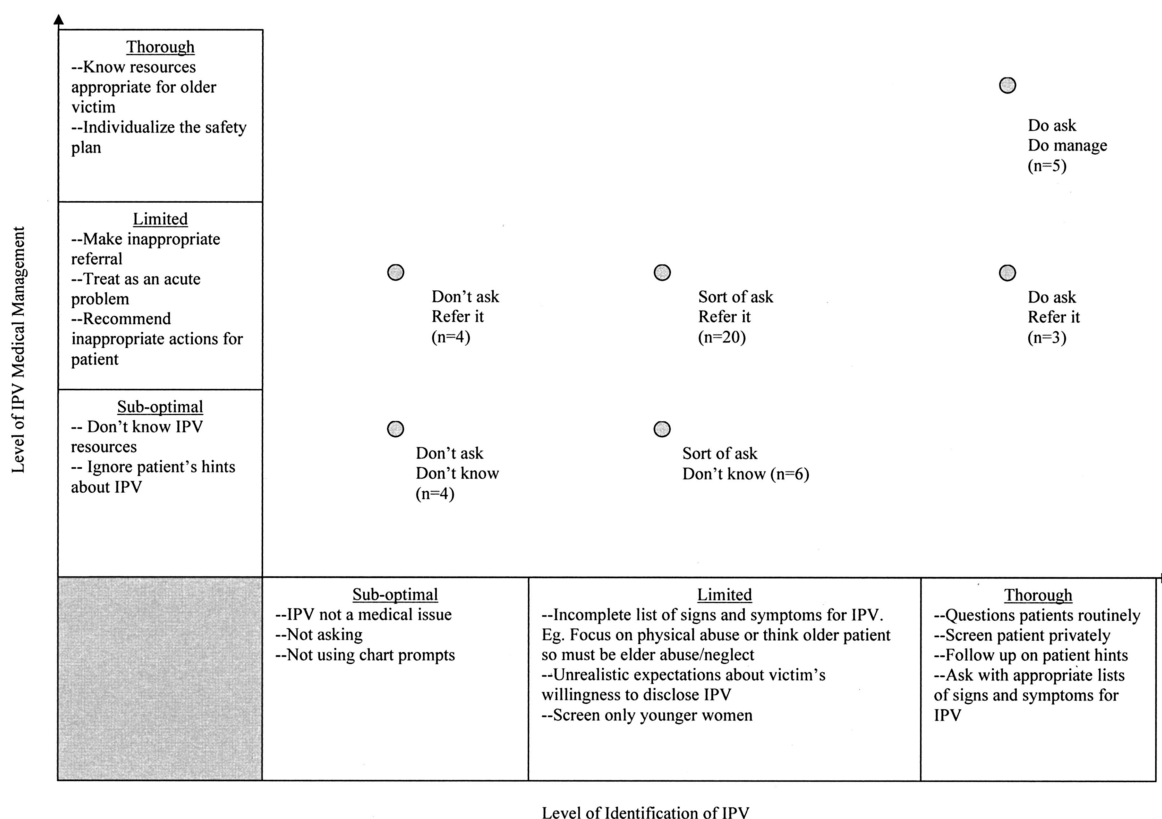 Level of IPV Medical Management
Thorough
--Know resources
appropriate for older
victim
--Individualize the safety
plan
Limited
--Make inappropriate
referral
--Treat as an acute
problem
--Recommend
inappropriate actions for
patient
Sub-optimal
-- Don't know IPV
resources
-- Ignore patient's hints
about IPV
Do ask
Do manage
(n=5)
Don't ask
Refer it
(n=4)
Sort of ask
Refer it
(n=20)
Do ask
Refer it
(n=3)
Don't ask
Don't know
(n=4)
Sort of ask
Don't know (n=6)
Sub-optimal
--IPV not a medical issue
--Not asking
--Not using chart prompts
Limited
--Incomplete list of signs and symptoms for IPV.
Eg. Focus on physical abuse or think older patient
so must be elder abuse/neglect
--Unrealistic expectations about victim's
willingness to disclose IPV
--Screen only younger women
Thorough
--Questions patients routinely
--Screen patient privately
--Follow up on patient hints
--Ask with appropriate lists
of signs and symptoms for
IPV
Level of Identification of IPV